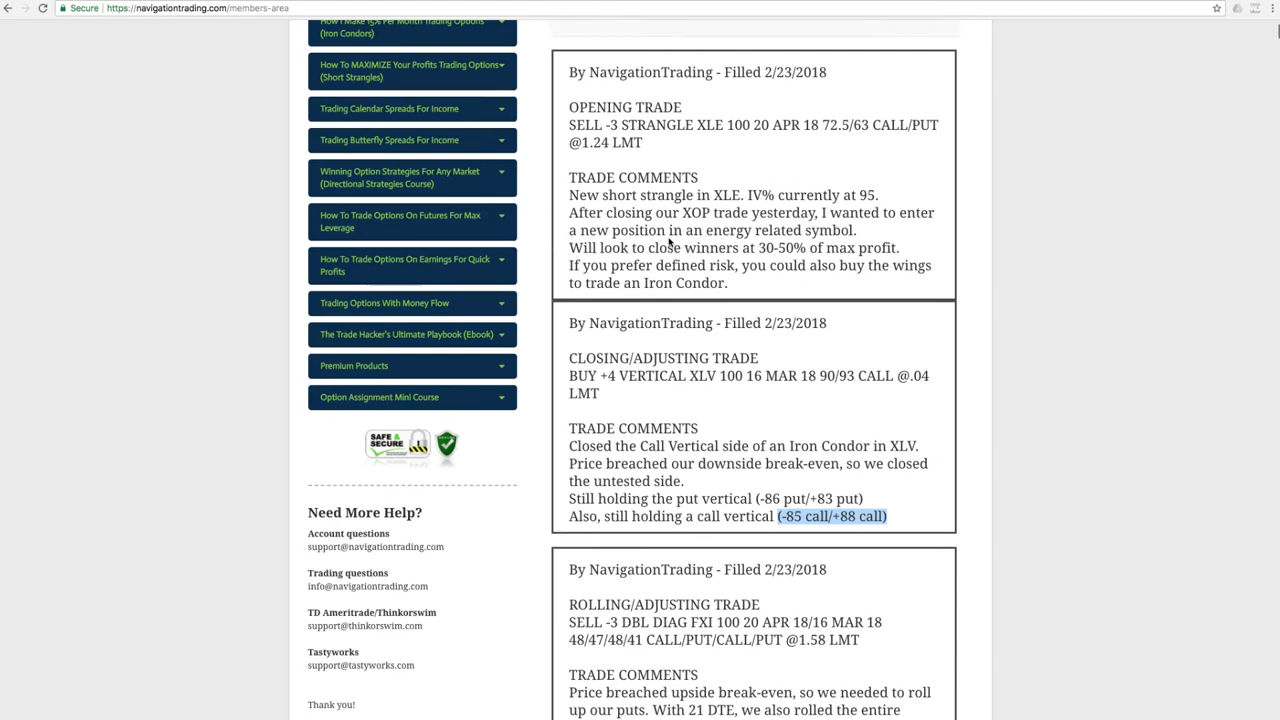 Secure | https://navigationtrading.com/members-area
How I Make 15% Per Month Trading Options
(Iron Condors)
How To MAXIMIZE Your Profits Trading Options
(Short Strangles)
Trading Calendar Spreads For Income
Trading Butterfly Spreads For Income
Winning Option Strategies For Any Market
(Directional Strategies Course)
How To Trade Options On Futures For Max
Leverage
How To Trade Options On Earnings For Quick
Profits
Trading Options With Money Flow
The Trade Hacker's Ultimate Playbook (Ebook)
Premium Products
Option Assignment Mini Course
SAFE &
SECURE
Need More Help?
Account questions
support@navigationtrading.com
Trading questions
info@navigationtrading.com
TD Ameritrade/Thinkorswim
support@thinkorswim.com
Tastyworks
support@tastyworks.com
Thank you!
By NavigationTrading - Filled 2/23/2018
OPENING TRADE
SELL -3 STRANGLE XLE 100 20 APR 18 72.5/63 CALL/PUT
@1.24 LMT
TRADE COMMENTS
New short strangle in XLE. IV% currently at 95.
After closing our XOP trade yesterday, I wanted to enter
a new position in an energy related symbol.
Will look to close winners at 30-50% of max profit.
If you prefer defined risk, you could also buy the wings
to trade an Iron Condor.
By NavigationTrading - Filled 2/23/2018
CLOSING/ADJUSTING TRADE
BUY +4 VERTICAL XLV 100 16 MAR 18 90/93 CALL @.04
LMT
TRADE COMMENTS
Closed the Call Vertical side of an Iron Condor in XLV.
Price breached our downside break-even, so we closed
the untested side.
Still holding the put vertical (-86 put/+83 put)
Also, still holding a call vertical (-85 call/+88 call)
By NavigationTrading - Filled 2/23/2018
ROLLING/ADJUSTING TRADE
SELL -3 DBL DIAG FXI 100 20 APR 18/16 MAR 18
48/47/48/41 CALL/PUT/CALL/PUT @1.58 LMT
TRADE COMMENTS
Price breached upside break-even, so we needed to roll
up our puts. With 21 DTE, we also rolled the entire